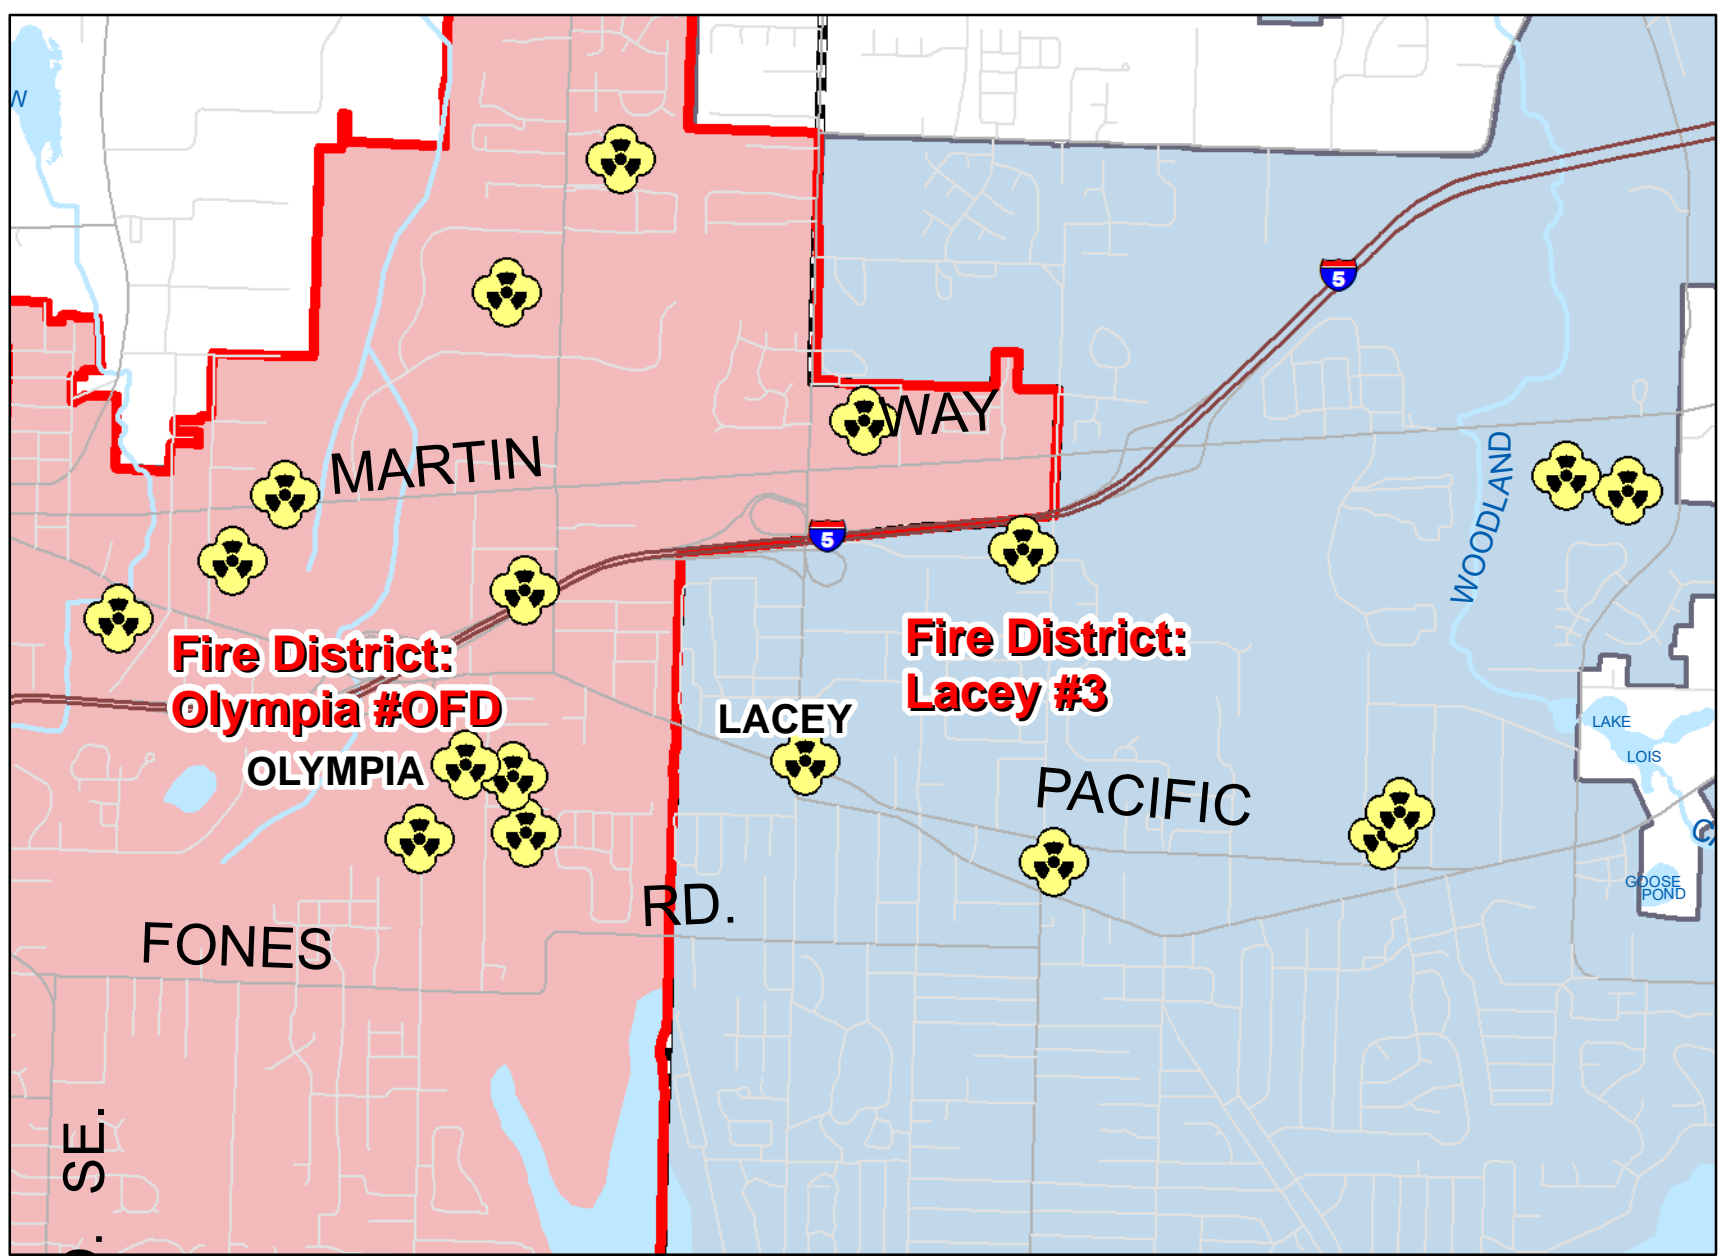 5
WAY
MARTIN
WOODLAND
5
Fire District:
Olympia #OFD
Fire District:
Lacey #3
LACEY
OLYMPIA
LAKE
LOIS
PACIFIC
GOOSE
POND
RD.
FONES
SE.